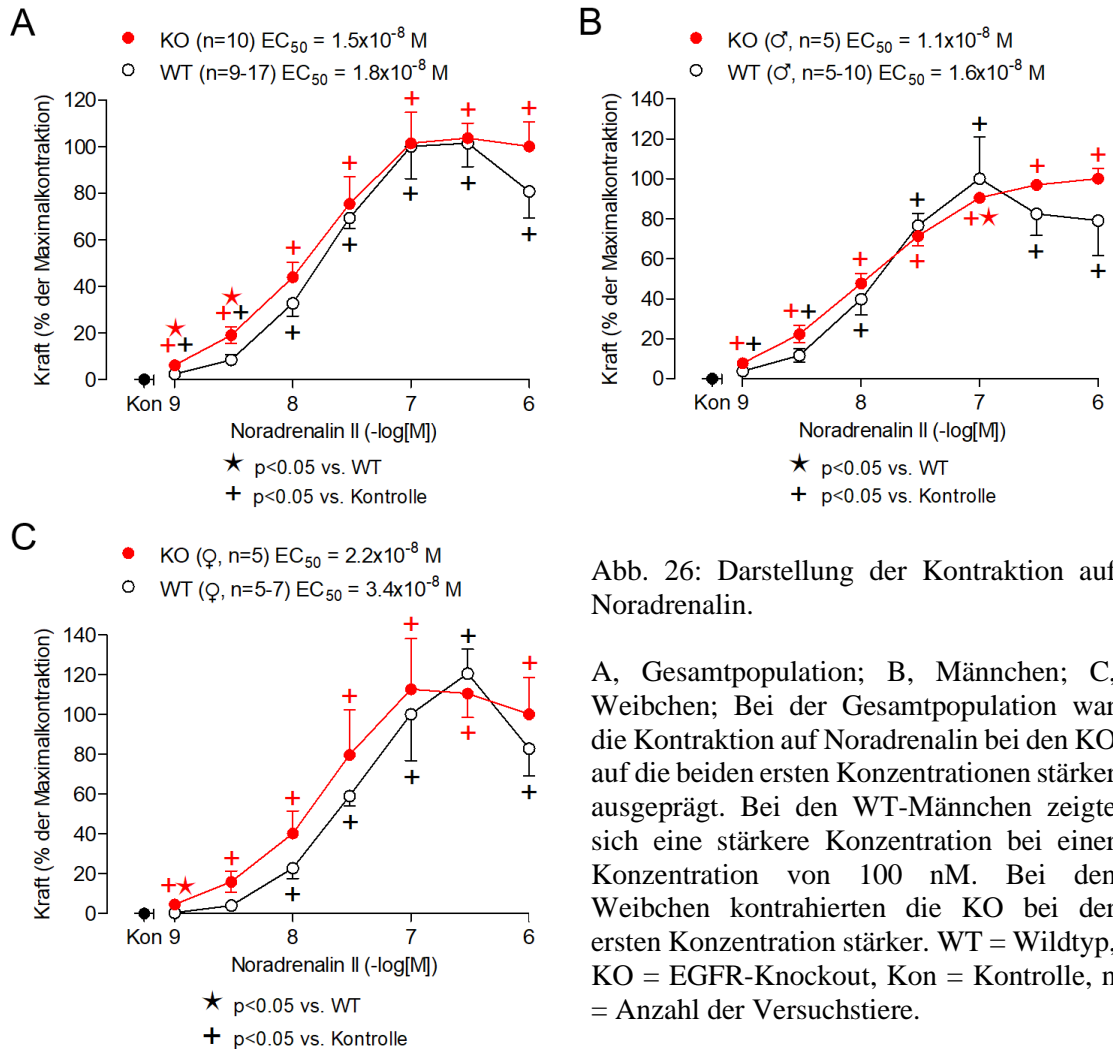 A
KO (n=10) EC50 = 1.5x10-8 M
WT (n=9-17) EC50 = 1.8x10-8 M
Kraft (% der Maximalkontraktion)
120
100
80
60
40
20
0
Kon 9 8 7 6
Noradrenalin II (-log[M])
★ p<0.05 vs. WT
+ p<0.05 vs. Kontrolle
B
KO (♂, n=5) EC50 = 1.1x10-8 M
WT (♂, n=5-10) EC50 = 1.6x10-8 M
Kraft (% der Maximalkontraktion)
140
120
100
80
60
40
20
0
Kon 9 8 7 6
Noradrenalin II (-log[M])
★ p<0.05 vs. WT
+ p<0.05 vs. Kontrolle
C
KO (♀, n=5) EC50 = 2.2x10-8 M
WT (♀, n=5-7) EC50 = 3.4x10-8 M
Kraft (% der Maximalkontraktion)
140
120
100
80
60
40
20
0
Kon 9 8 7 6
Noradrenalin II (-log[M])
★ p<0.05 vs. WT
+ p<0.05 vs. Kontrolle
Abb. 26: Darstellung der Kontraktion auf
Noradrenalin.
A, Gesamtpopulation; B, Männchen; C,
Weibchen; Bei der Gesamtpopulation war
die Kontraktion auf Noradrenalin bei den KO
auf die beiden ersten Konzentrationen stärker
ausgeprägt. Bei den WT-Männchen zeigte
sich eine stärkere Konzentration bei einer
Konzentration von 100 nM. Bei den
Weibchen kontrahierten die KO bei der
ersten Konzentration stärker. WT = Wildtyp,
KO = EGFR-Knockout, Kon = Kontrolle, n
= Anzahl der Versuchstiere.